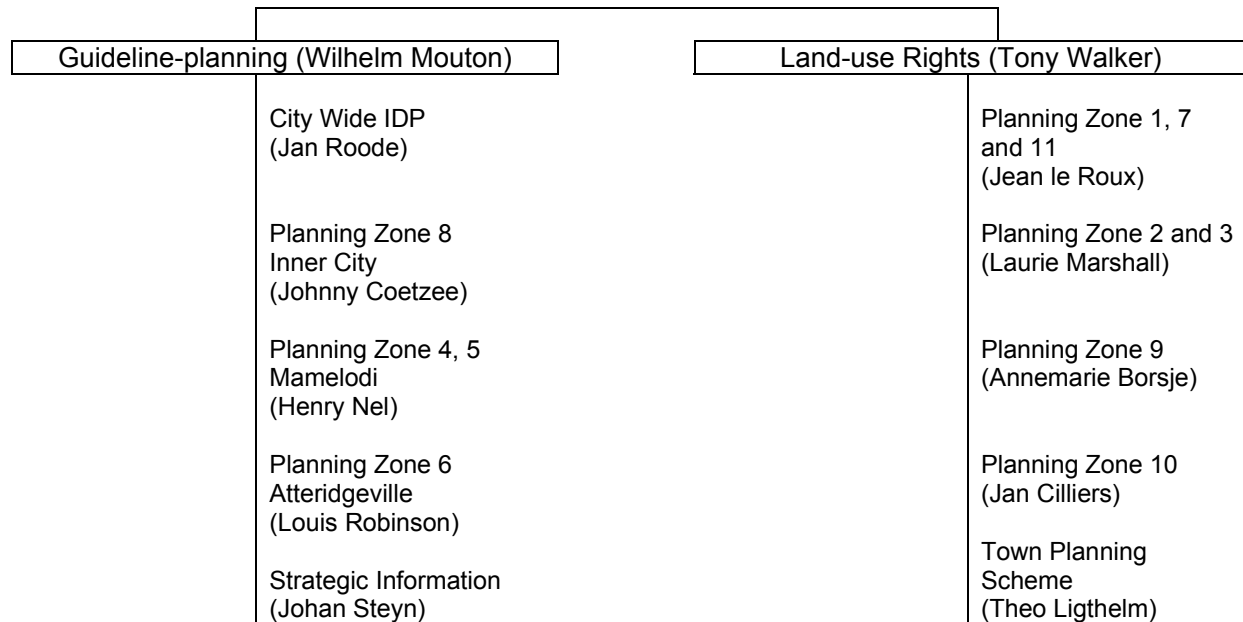 Guideline-planning (Wilhelm Mouton)
City Wide IDP
(Jan Roode)
Planning Zone 8
Inner City
(Johnny Coetzee)
Planning Zone 4, 5
Mamelodi
(Henry Nel)
Planning Zone 6
Atteridgeville
(Louis Robinson)
Strategic Information
(Johan Steyn)
Land-use Rights (Tony Walker)
Planning Zone 1, 7
and 11
(Jean le Roux)
Planning Zone 2 and 3
(Laurie Marshall)
Planning Zone 9
(Annemarie Borsje)
Planning Zone 10
(Jan Cilliers)
Town Planning
Scheme
(Theo Ligthelm)